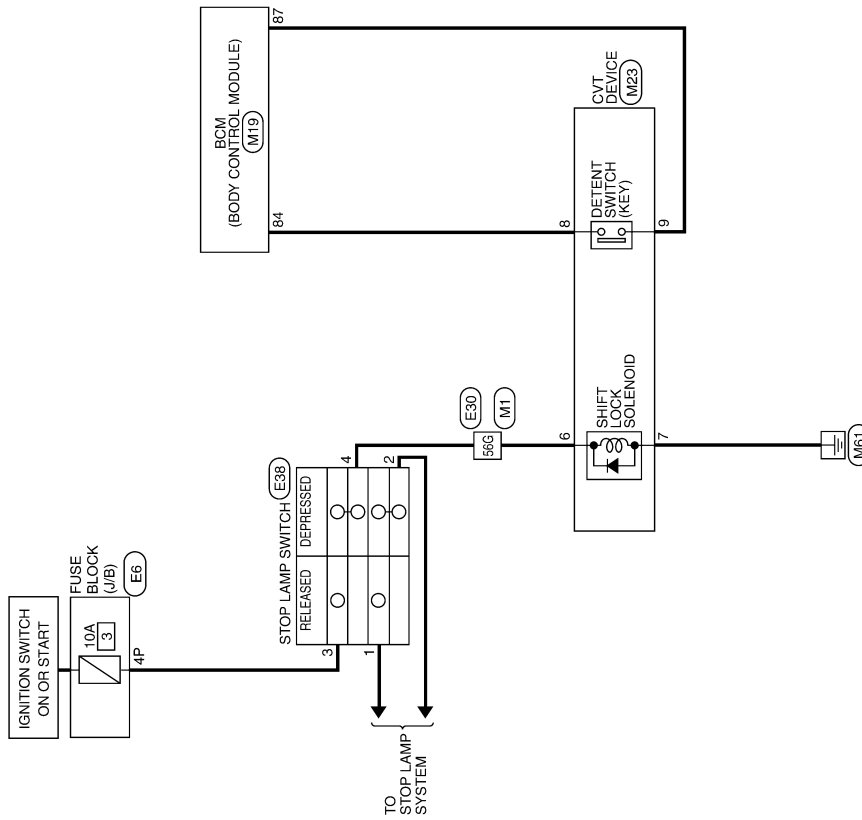 IGNITION SWITCH
ON OR START
FUSE
BLOCK
(J/B)
E6
10A
3
4P
STOP LAMP SWITCH
E38
RELEASED
DEPRESSED
3
4
1
2
TO
STOP LAMP
SYSTEM
E30
56G
M1
BCM
(BODY CONTROL MODULE)
M19
84
87
CVT
DEVICE
M23
6
8
SHIFT
LOCK
SOLENOID
DETENT
SWITCH
(KEY)
7
9
M61